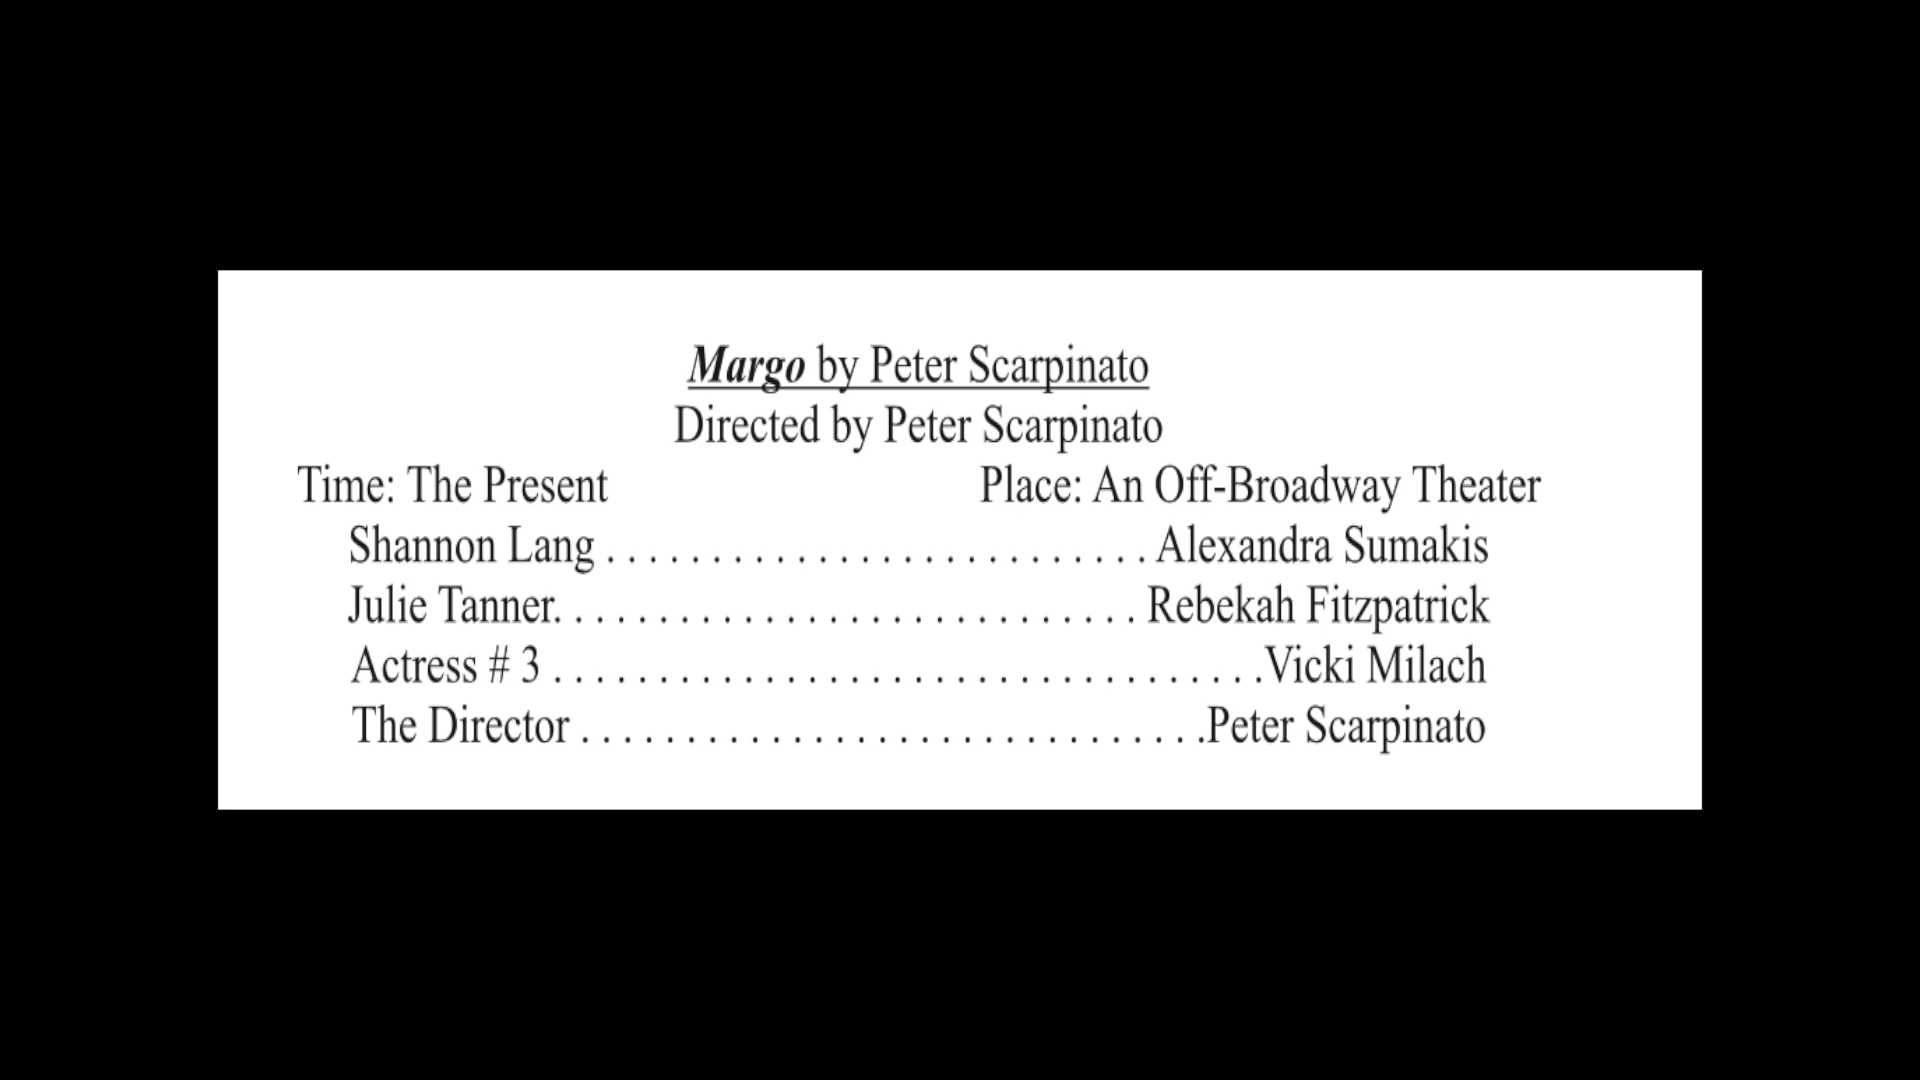 Margo by Peter Scarpinato
Directed by Peter Scarpinato
Time: The Present Place: An Off-Broadway Theater
Shannon Lang . . . . . . . . . . . . . . . . . . . . . . . . . . Alexandra Sumakis
Julie Tanner. . . . . . . . . . . . . . . . . . . . . . . . . . . . Rebekah Fitzpatrick
Actress # 3 . . . . . . . . . . . . . . . . . . . . . . . . . . . . . . . . . .Vicki Milach
The Director . . . . . . . . . . . . . . . . . . . . . . . . . . . . . .Peter Scarpinato